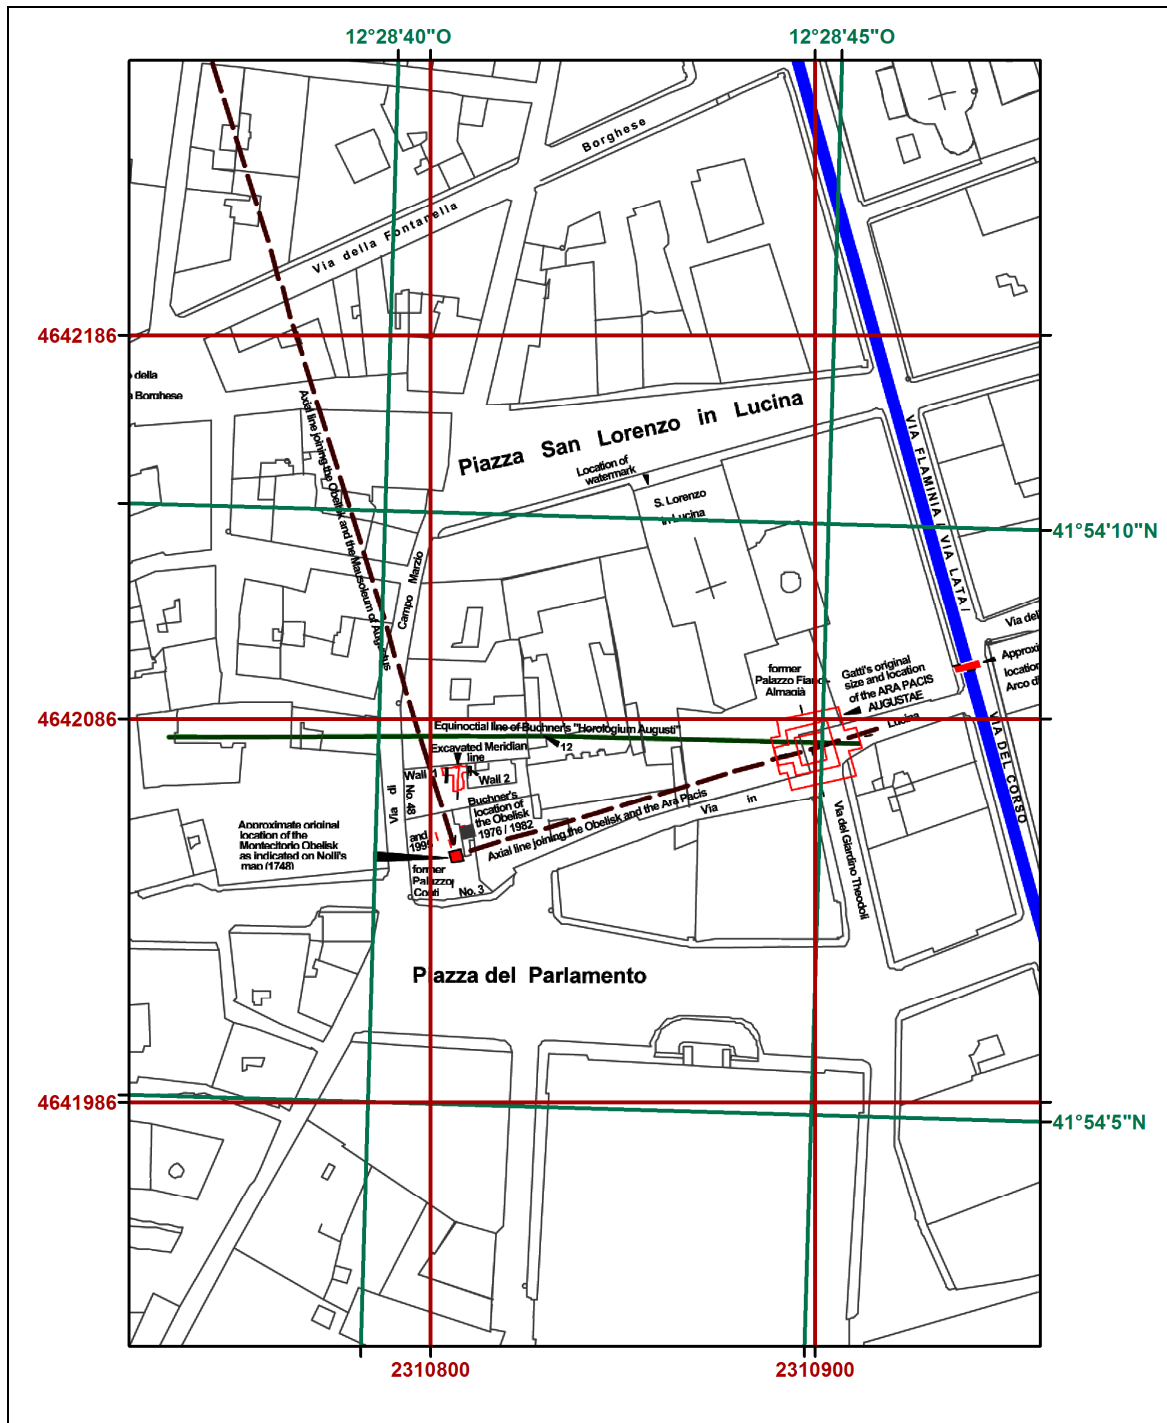 12°28'40"O
12°28'45"O
Borghese
Via della Fontanella
4642186
della
Borghese
Piazza San Lorenzo in Lucina
Location of
watermark
S. Lorenzo
in Lucina
Axial line joining the Obelisk and the Mausoleum of Augustus
VIA FLAMINIA / VIA LATA /
41°54'10"N
Campo Marzio
Via del
Approxi
location
Arco di
former
Palazzo Fiano
Almagià
Gatti's original
size and location
of the ARA PACIS
AUGUSTAE
4642086
Equinoctial line of Buchner's "Horologium Augusti"
12
Lucina
VIA DEL CORSO
Excavated Meridian
line
Wall 1
Wall 2
No. 48
Via
Buchner's
location of
the Obelisk
1976 / 1982
and
Axial line joining the Obelisk and the Ara Pacis
Via in
Via del Giardino Theodoli
Approximate original
location of the
Montecitorio Obelisk
as indicated on Nolli's
map (1748)
former
Palazzo
Conti
No. 3
Piazza del Parlamento
4641986
41°54'5"N
2310800
2310900